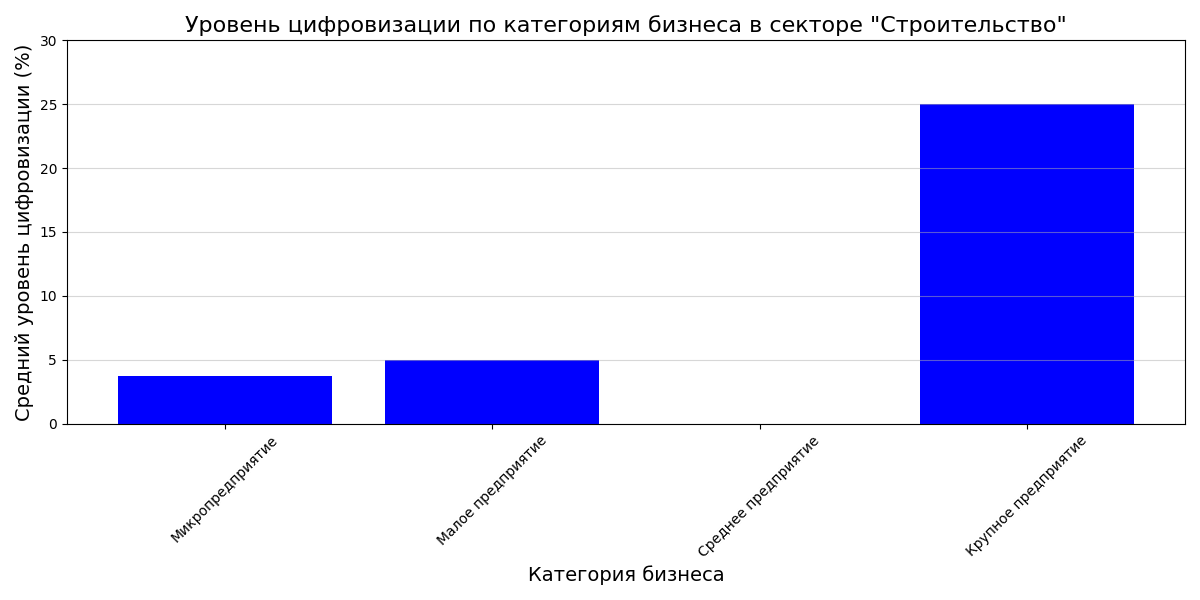 Уровень цифровизации по категориям бизнеса в секторе "Строительство"
Средний уровень цифровизации (%)
30
25
20
15
10
5
0
Микропредприятие
Малое предприятие
Среднее предприятие
Крупное предприятие
Категория бизнеса